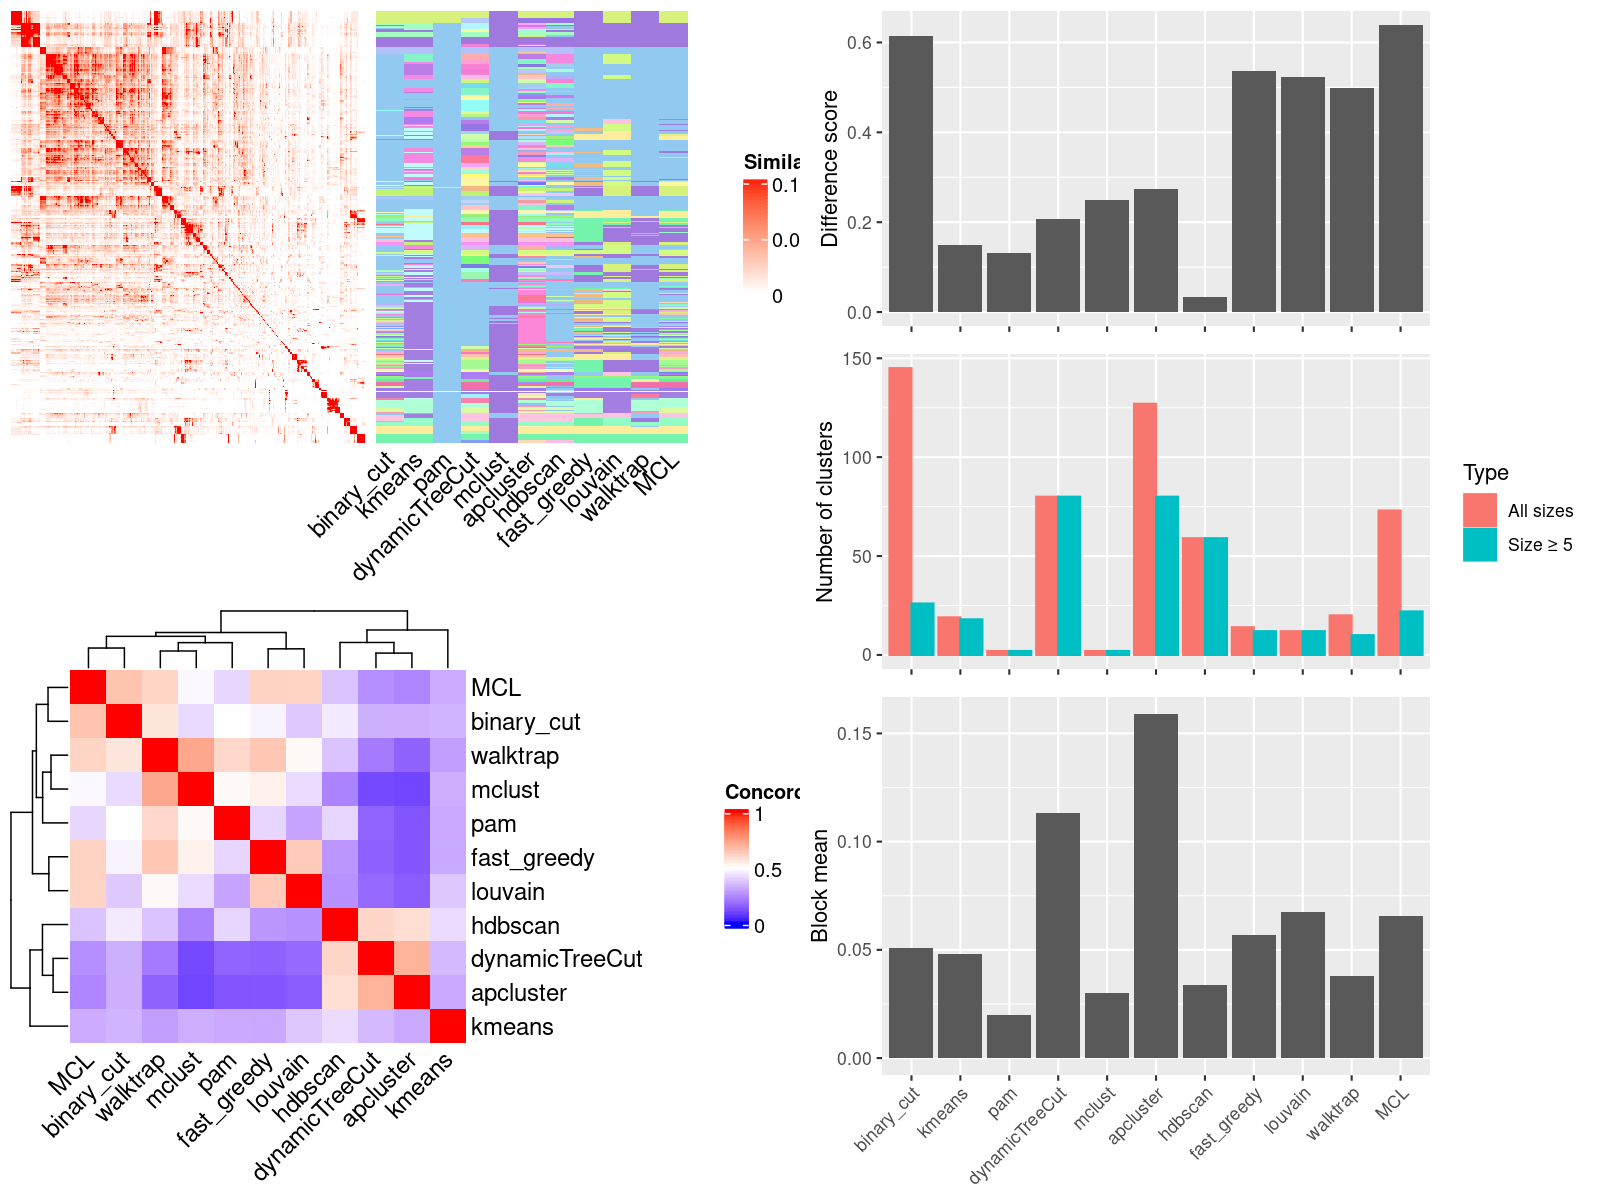 Simila
0.1
0.0
0
binary_cut
kmeans
pam
dynamicTreeCut
mclust
apcluster
hdbscan
fast_greedy
louvain
walktrap
MCL
MCL
binary_cut
walktrap
mclust
pam
fast_greedy
louvain
hdbscan
dynamicTreeCut
apcluster
kmeans
MCL
binary_cut
walktrap
mclust
pam
fast_greedy
louvain
hdbscan
dynamicTreeCut
apcluster
kmeans
Concord
1
0.5
0
Difference score
0.6
0.4
0.2
0.0
Number of clusters
150
100
50
0
Type
All sizes
Size ≥ 5
Block mean
0.15
0.10
0.05
0.00
binary_cut
kmeans
pam
dynamicTreeCut
mclust
apcluster
hdbscan
fast_greedy
louvain
walktrap
MCL